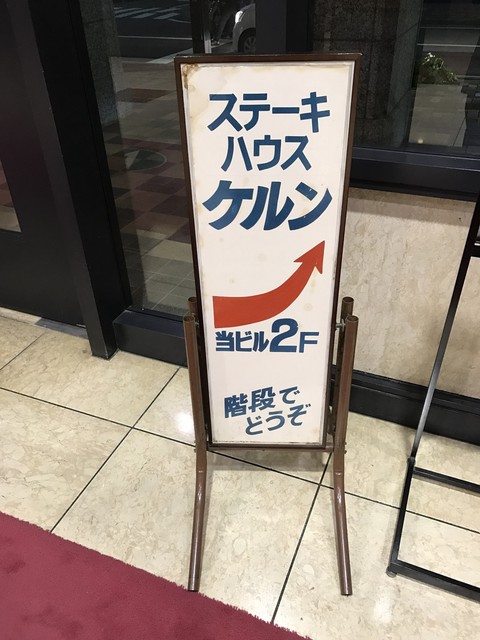 ステーキ
ハウス
ケルン
当ビル2F
階段で
どうぞ